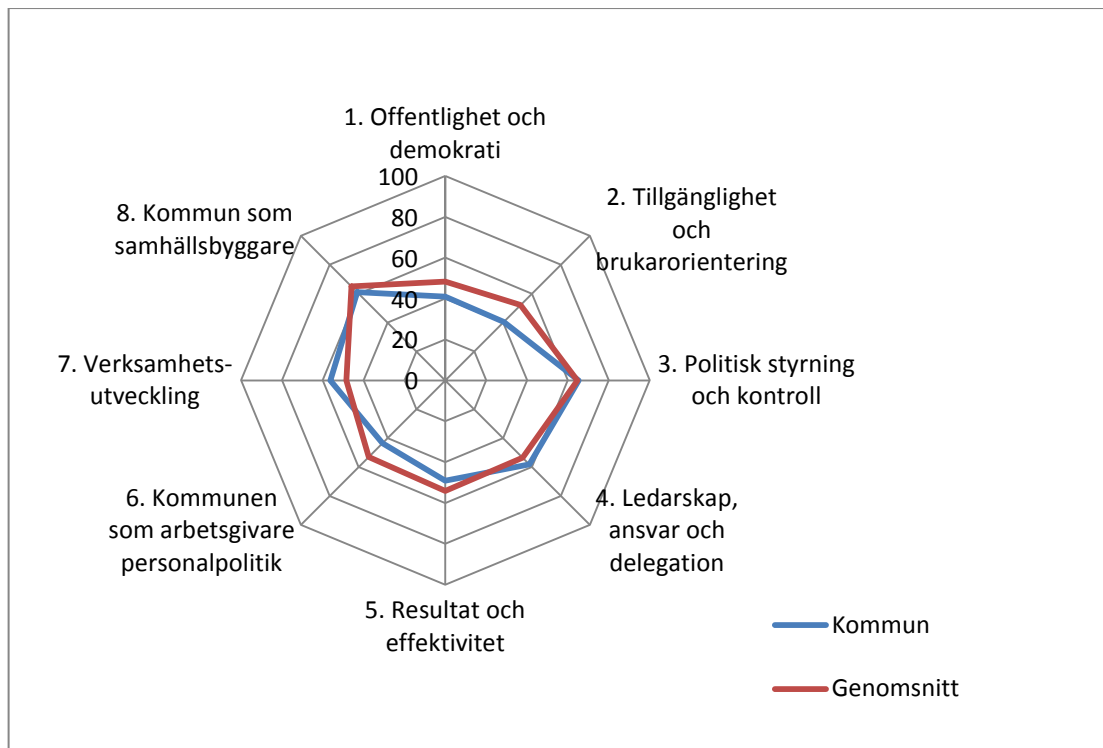 1. Offentlighet och
demokrati
100
80
60
40
20
0
2. Tillgänglighet
och
brukarorientering
3. Politisk styrning
och kontroll
4. Ledarskap,
ansvar och
delegation
5. Resultat och
effektivitet
6. Kommunen
som arbetsgivare
personalpolitik
7. Verksamhets-
utveckling
8. Kommun som
samhällsbyggare
Kommun
Genomsnitt